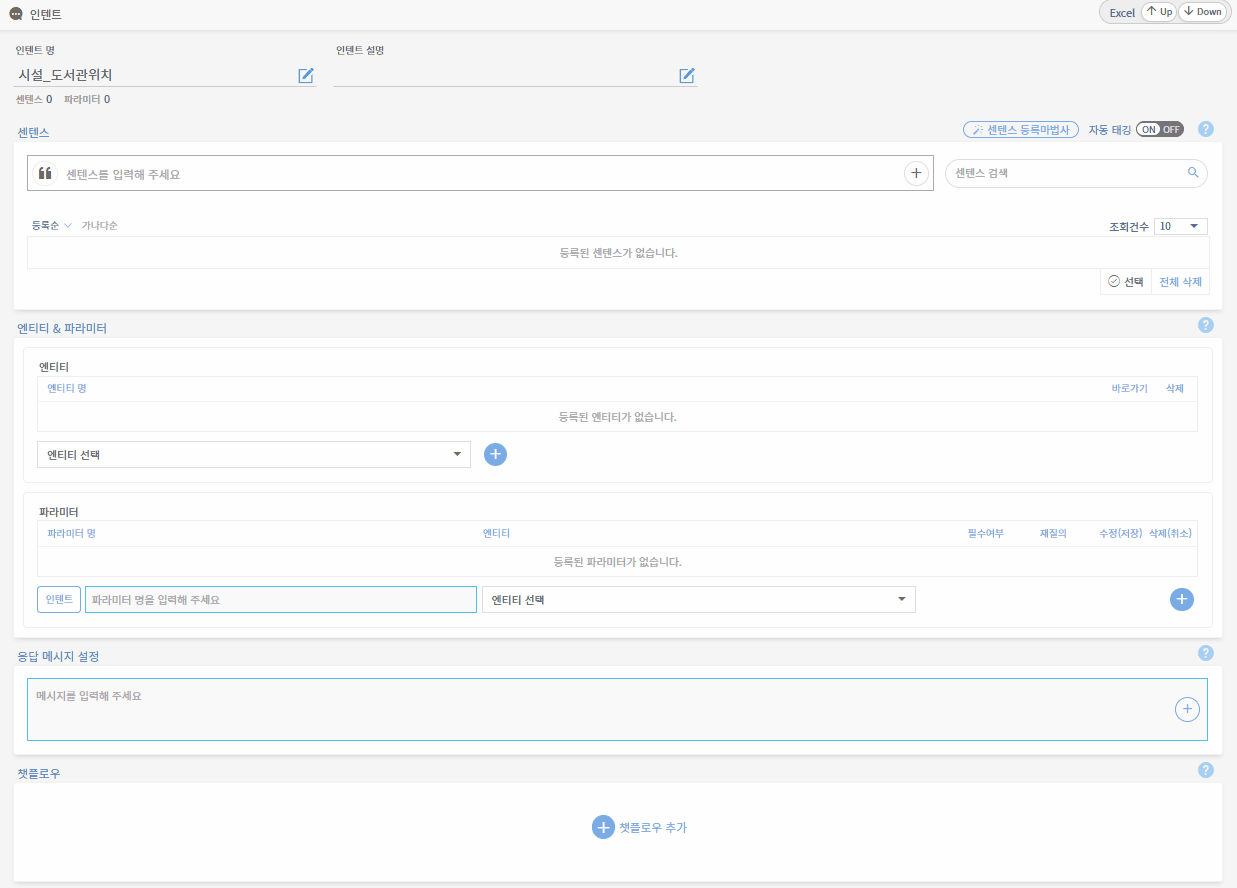 인텐트
Excel Up Down
인텐트 명 인텐트 설명
시설_도서관위치
센텐스 0 파라미터 0
센텐스 센텐스 등록마법사 자동 태깅 ON OFF ?
센텐스를 입력해 주세요 센텐스 검색
등록순 가나다순 조회건수 10
등록된 센텐스가 없습니다.
선택 전체 삭제
엔티티 & 파라미터 ?
엔티티
엔티티 명 바로가기 삭제
등록된 엔티티가 없습니다.
엔티티 선택
파라미터
파라미터 명 엔티티 필수여부 재질의 수정(저장) 삭제(취소)
등록된 파라미터가 없습니다.
인텐트 파라미터 명을 입력해 주세요 엔티티 선택
응답 메시지 설정 ?
메시지를 입력해 주세요
챗플로우 ?
챗플로우 추가